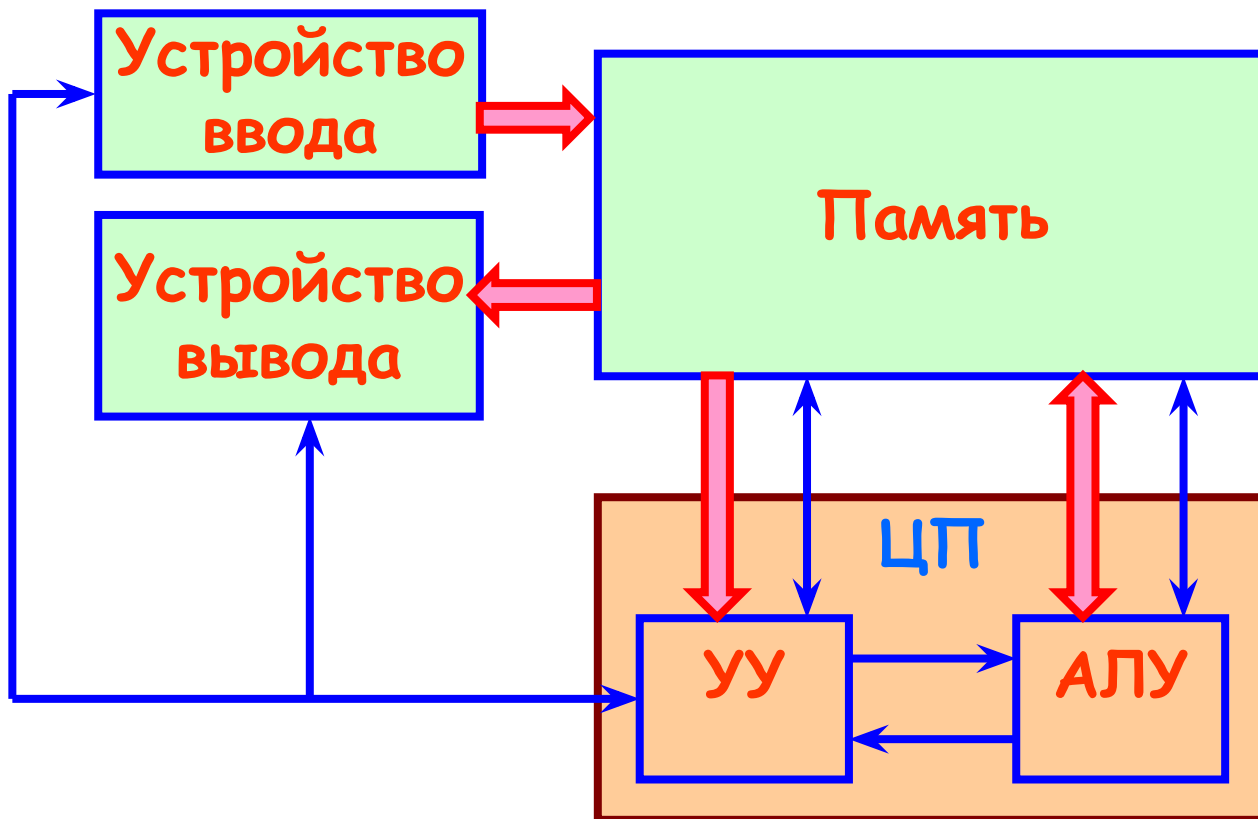 Устройство
ввода
Память
Устройство
вывода
ЦП
УУ
АЛУ